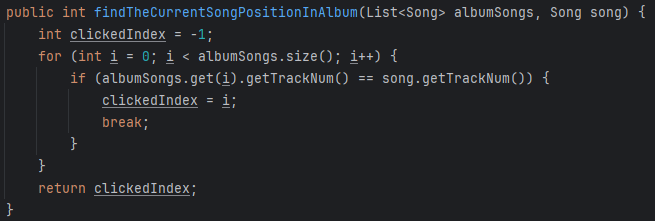 public int findTheCurrentSongPositionInAlbum(List<Song> albumSongs, Song song) {
    int clickedIndex = -1;
    for (int i = 0; i < albumSongs.size(); i++) {
        if (albumSongs.get(i).getTrackNum() == song.getTrackNum()) {
            clickedIndex = i;
            break;
        }
    }
    return clickedIndex;
}